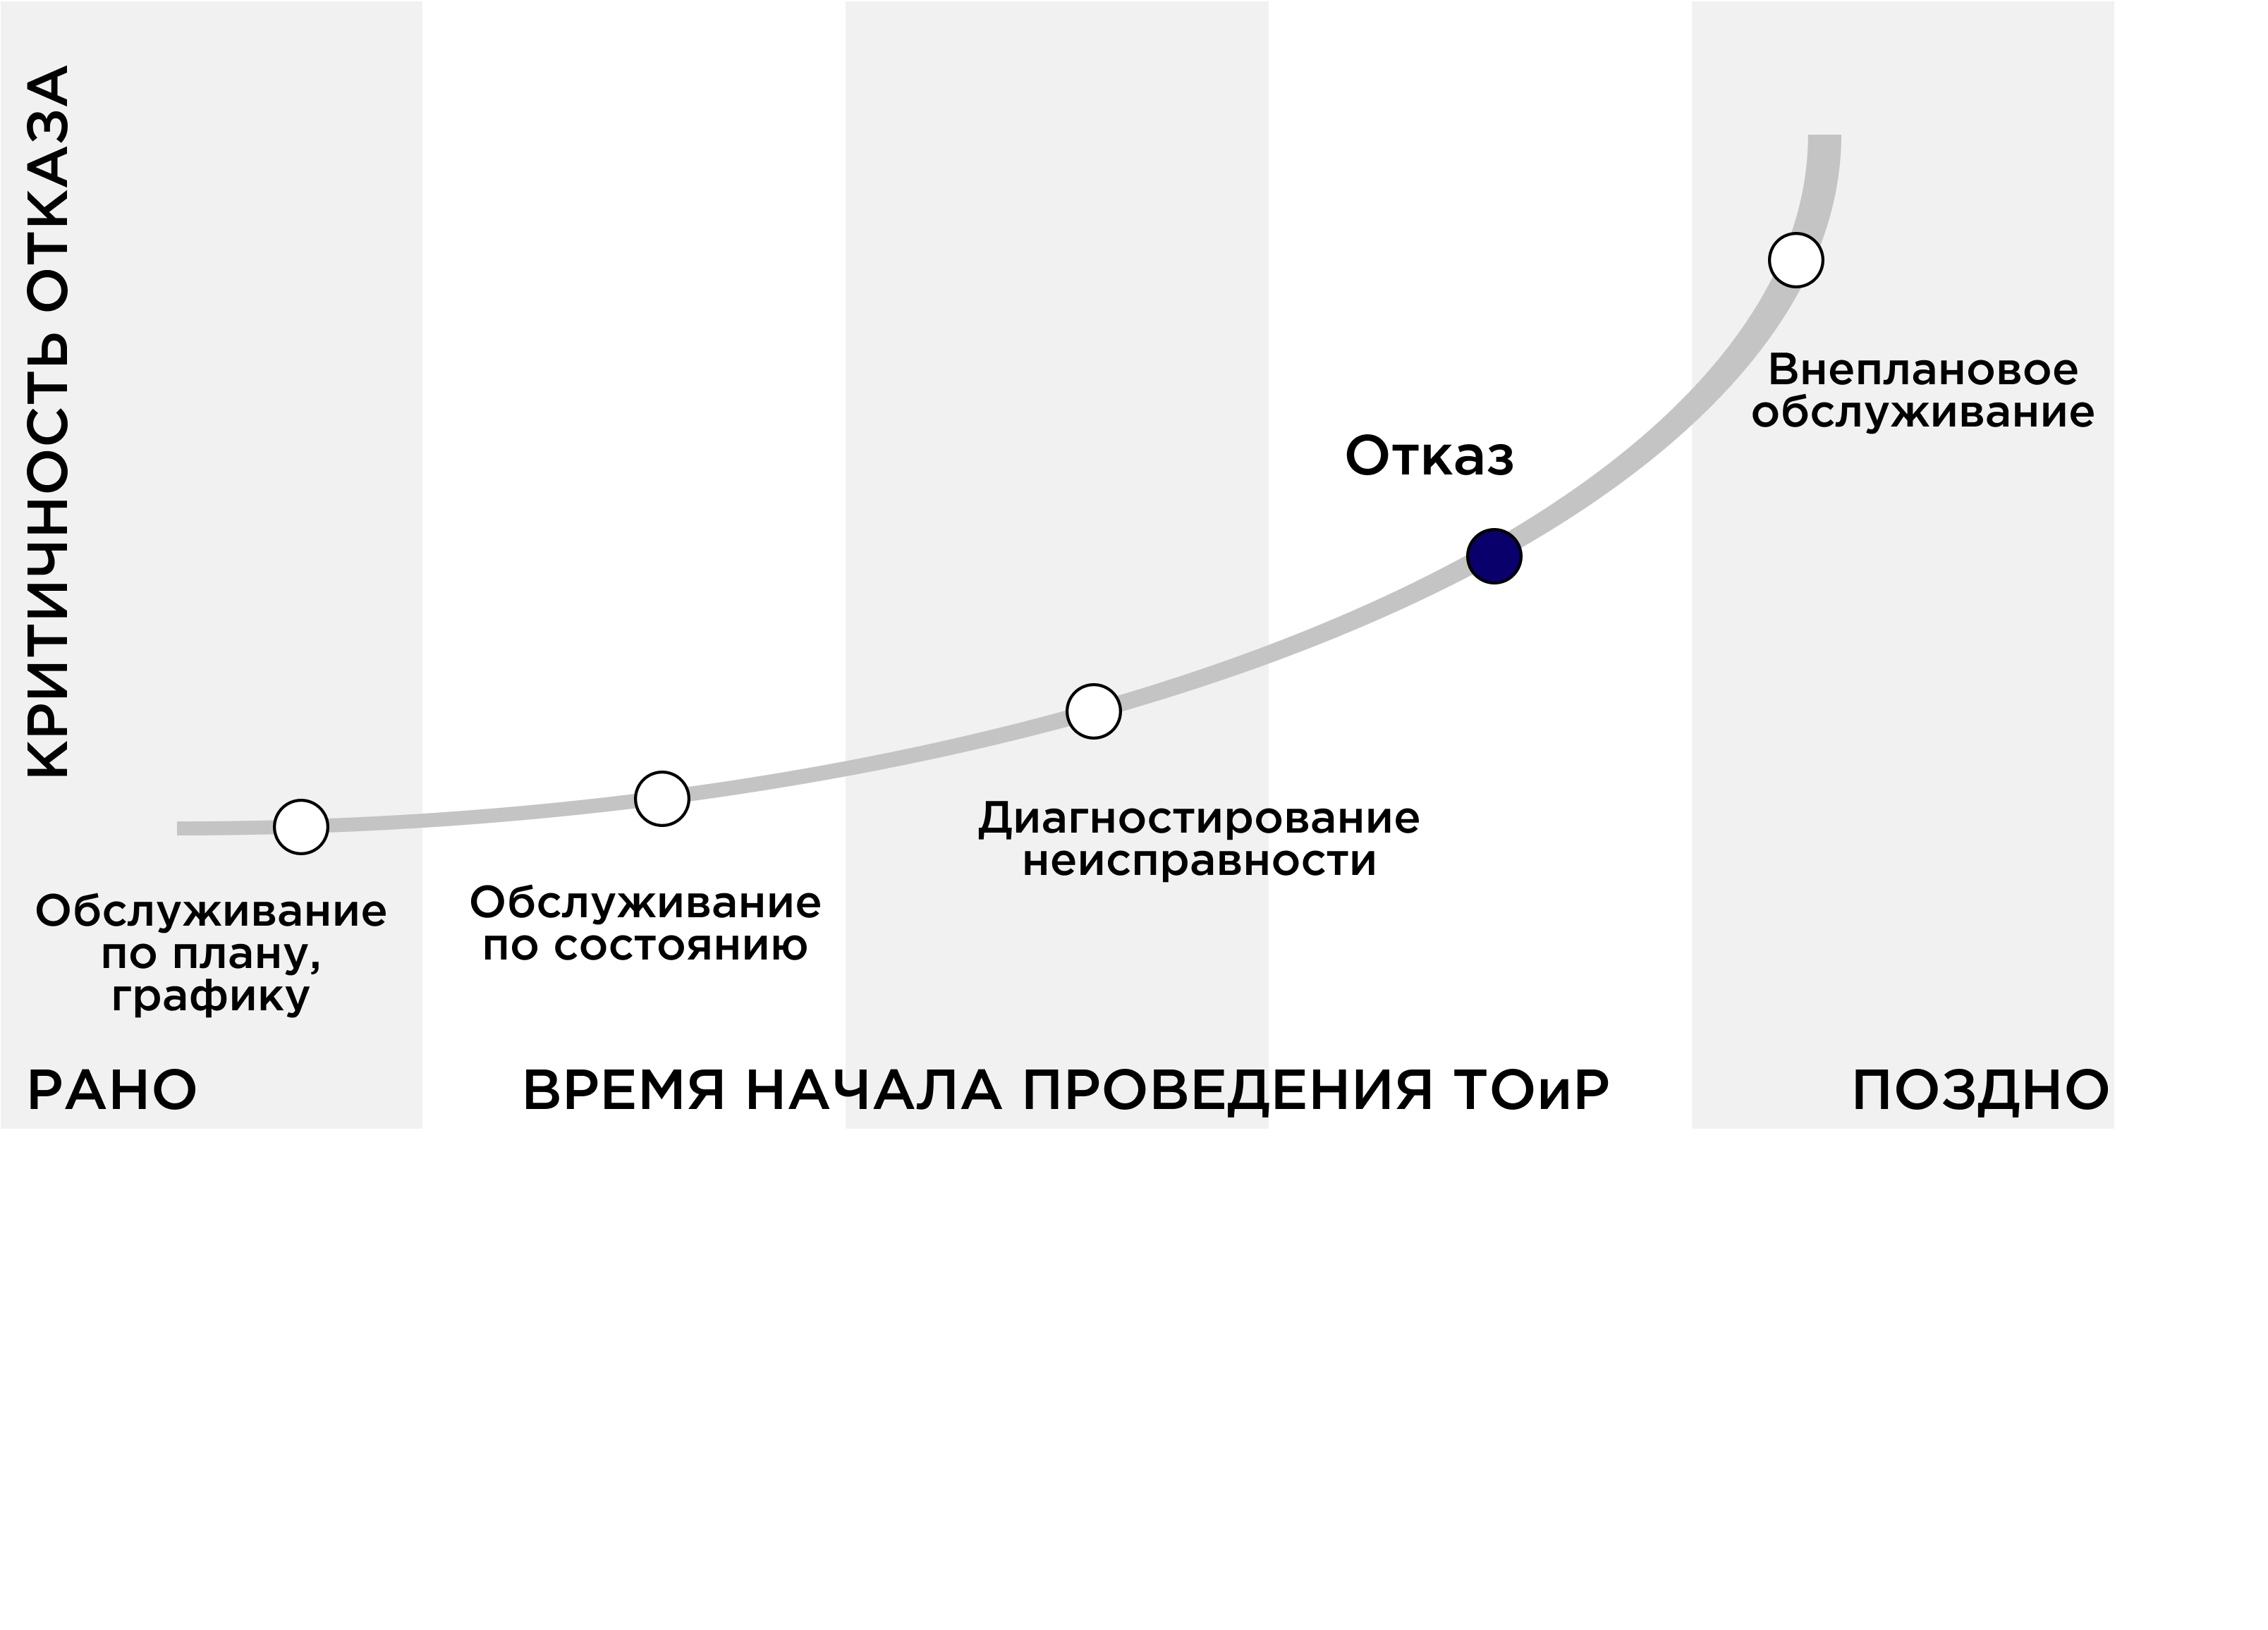 КРИТИЧНОСТЬ ОТКАЗА
Отказ
Внеплановое
обслуживание
Диагностирование
неисправности
Обслуживание
по плану,
графику
Обслуживание
по состоянию
РАНО
ВРЕМЯ НАЧАЛА ПРОВЕДЕНИЯ ТОиР
ПОЗДНО